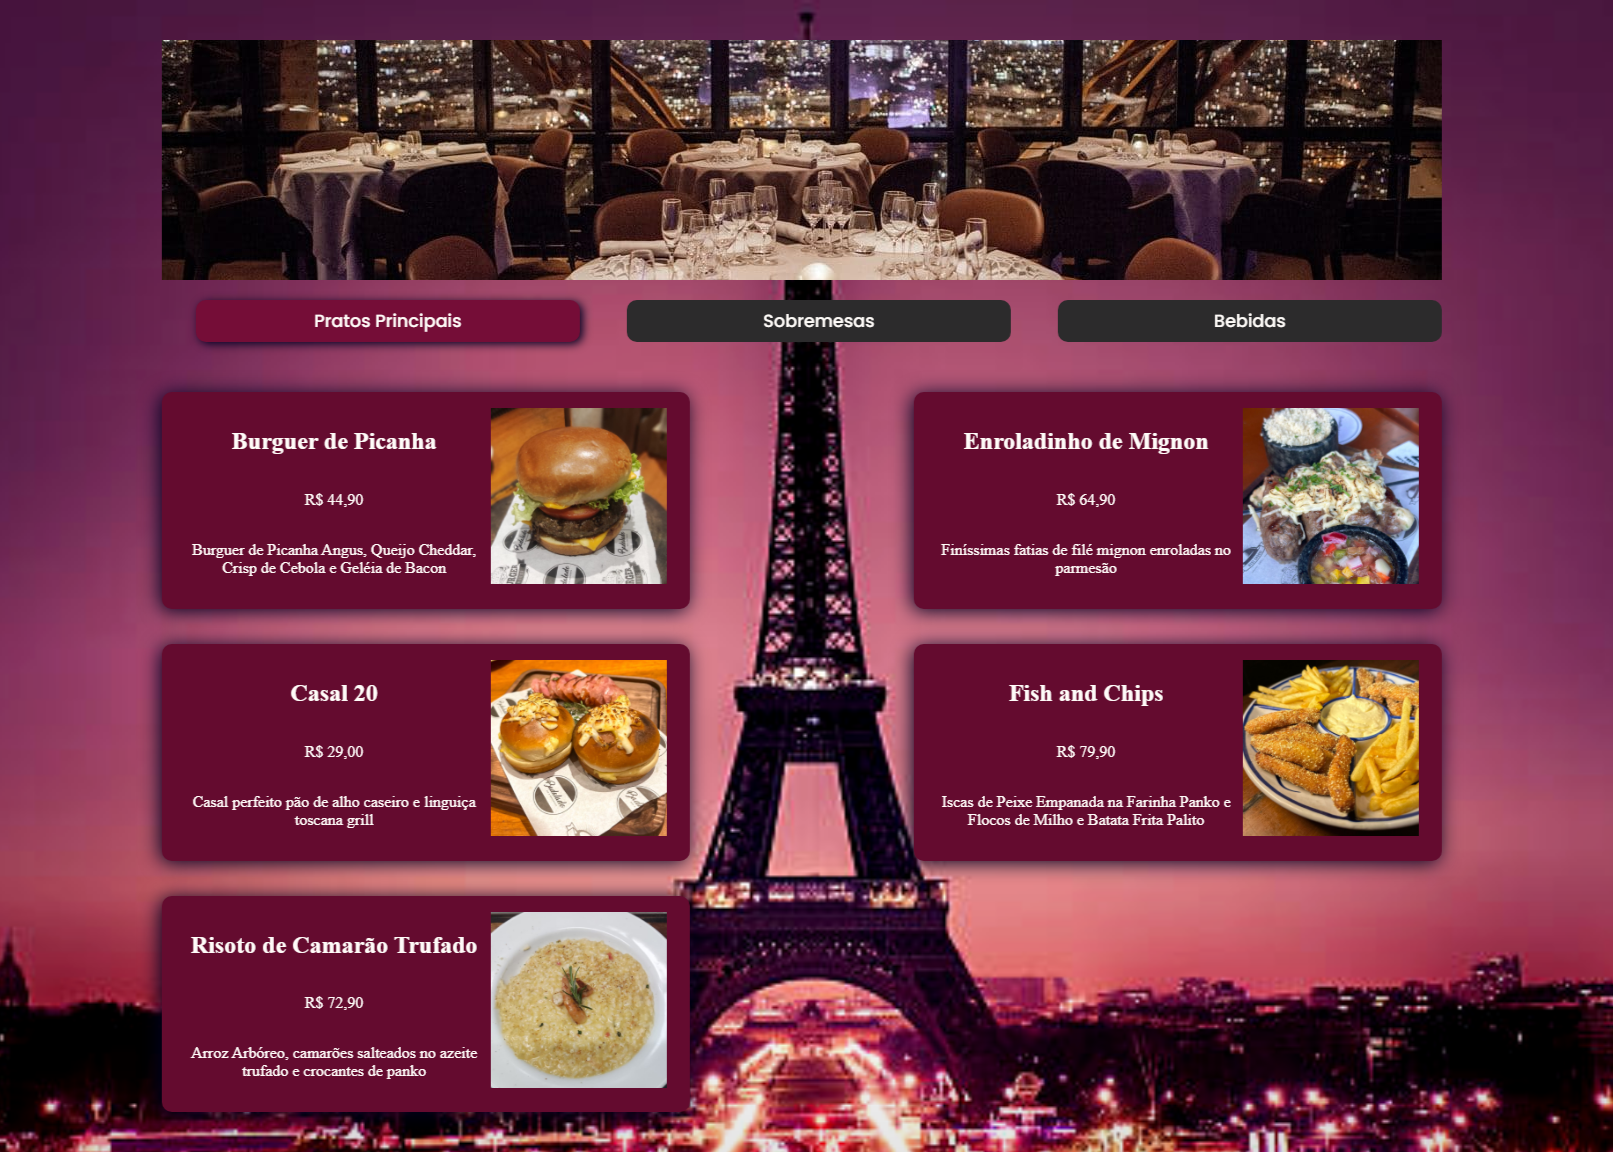 Pratos Principais
Sobremesas
Bebidas
Burguer de Picanha
R$ 44,90
Burguer de Picanha Angus, Queijo Cheddar,
Crisp de Cebola e Geléia de Bacon
Enroladinho de Mignon
R$ 64,90
Finíssimas fatias de filé mignon enroladas no
parmesão
Casal 20
R$ 29,00
Casal perfeito pão de alho caseiro e linguiça
toscana grill
Fish and Chips
R$ 79,90
Iscas de Peixe Empanada na Farinha Panko e
Flocos de Milho e Batata Frita Palito
Risoto de Camarão Trufado
R$ 72,90
Arroz Arbóreo, camarões salteados no azeite
trufado e crocantes de panko